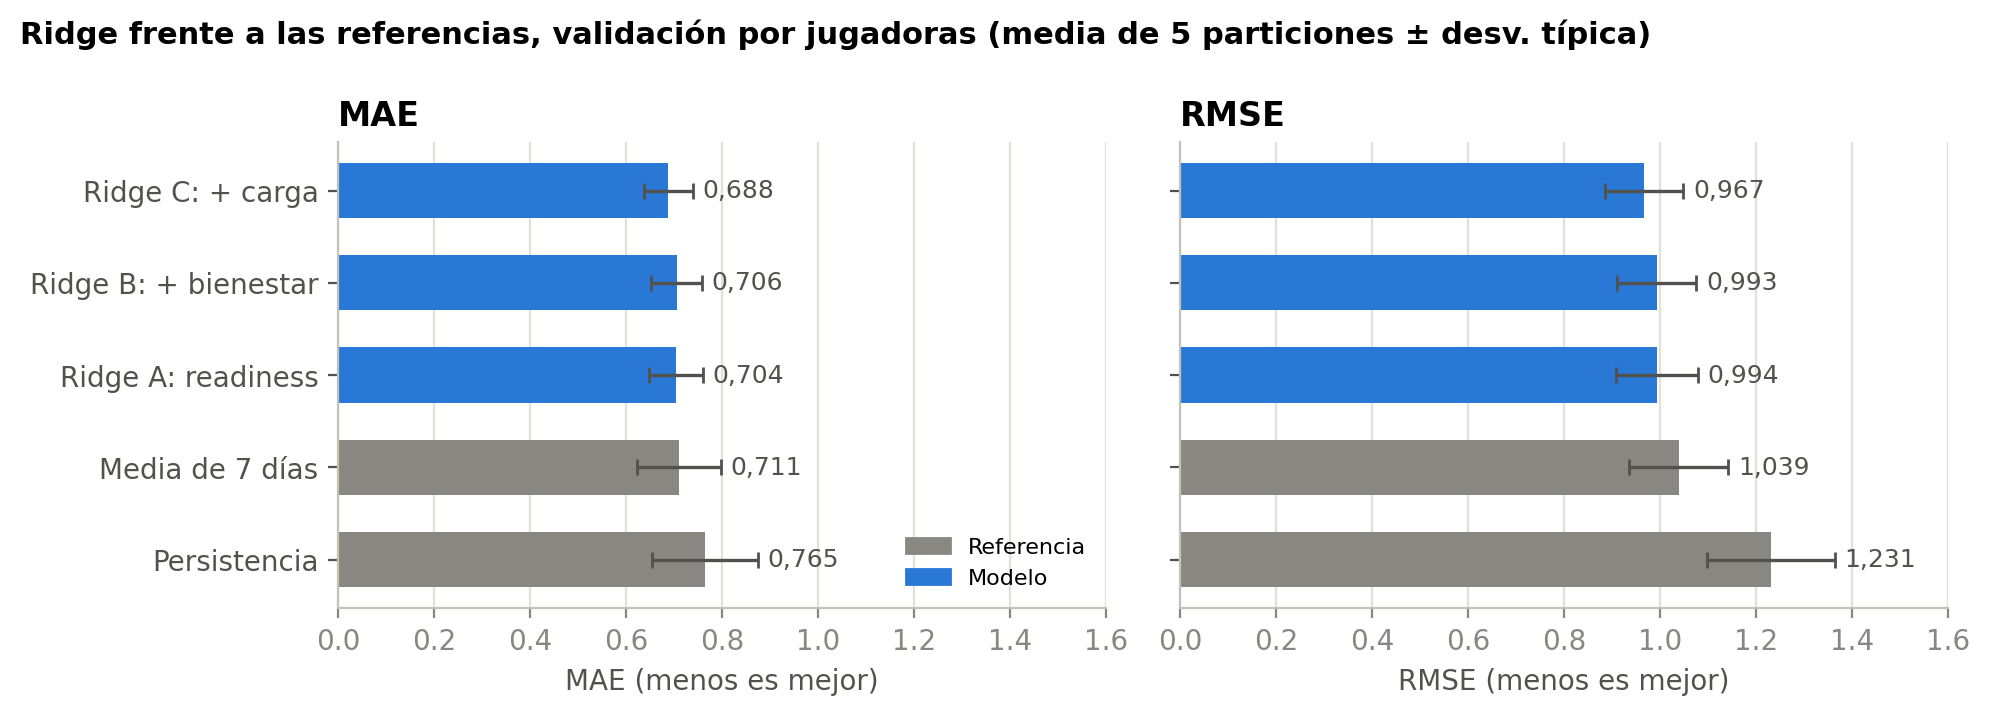 Ridge frente a las referencias, validación por jugadoras (media de 5 particiones ± desv. típica)
MAE
Ridge C: + carga
0,688
Ridge B: + bienestar
0,706
Ridge A: readiness
0,704
Media de 7 días
0,711
Persistencia
0,765
Referencia
Modelo
0.0 0.2 0.4 0.6 0.8 1.0 1.2 1.4 1.6
MAE (menos es mejor)
RMSE
0,967
0,993
0,994
1,039
1,231
0.0 0.2 0.4 0.6 0.8 1.0 1.2 1.4 1.6
RMSE (menos es mejor)